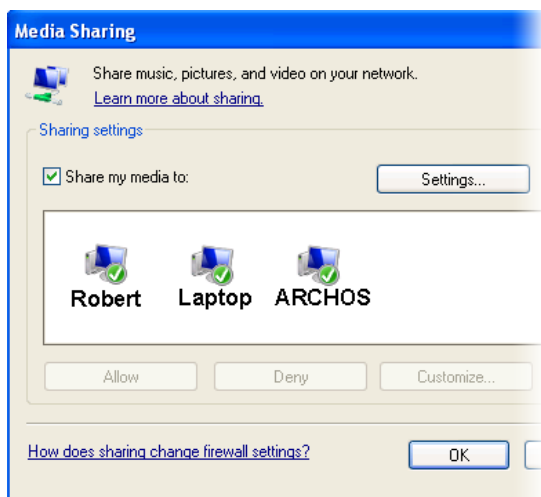 Media Sharing
Share music, pictures, and video on your network.
Learn more about sharing.
Sharing settings
Share my media to:
Settings...
Robert Laptop ARCHOS
Allow Deny Customize...
How does sharing change firewall settings?
OK